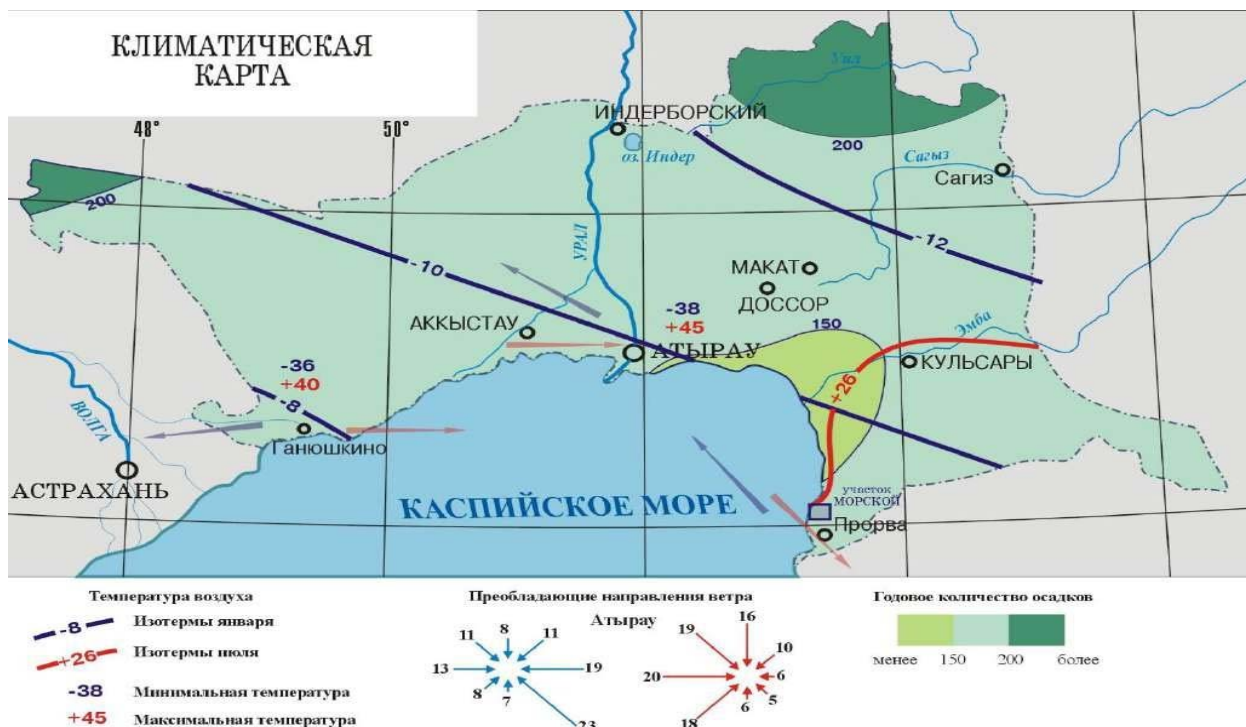 КЛИМАТИЧЕСКАЯ
КАРТА
48°
50°
ИНДЕРБОРСКИЙ
оз. Индер
Уил
200
Сагыз
Сагиз
200
-10
УРАЛ
-12
МАКАТ
ДОССОР
АККЫСТАУ
-38
+45
АТЫРАУ
150
Эмба
КУЛЬСАРЫ
+26
-36
+40
-8
ВОЛГА
Ганюшкино
АСТРАХАНЬ
КАСПИЙСКОЕ МОРЕ
участок
МОРСКОЙ
Прорва
Температура воздуха
-8 Изотермы января
+26 Изотермы июля
-38 Минимальная температура
+45 Максимальная температура
Преобладающие направления ветра
Атырау
11 8 11
13 19
8 7 23
19 16 10
20 6
18 6 5
Годовое количество осадков
менее 150 200 более